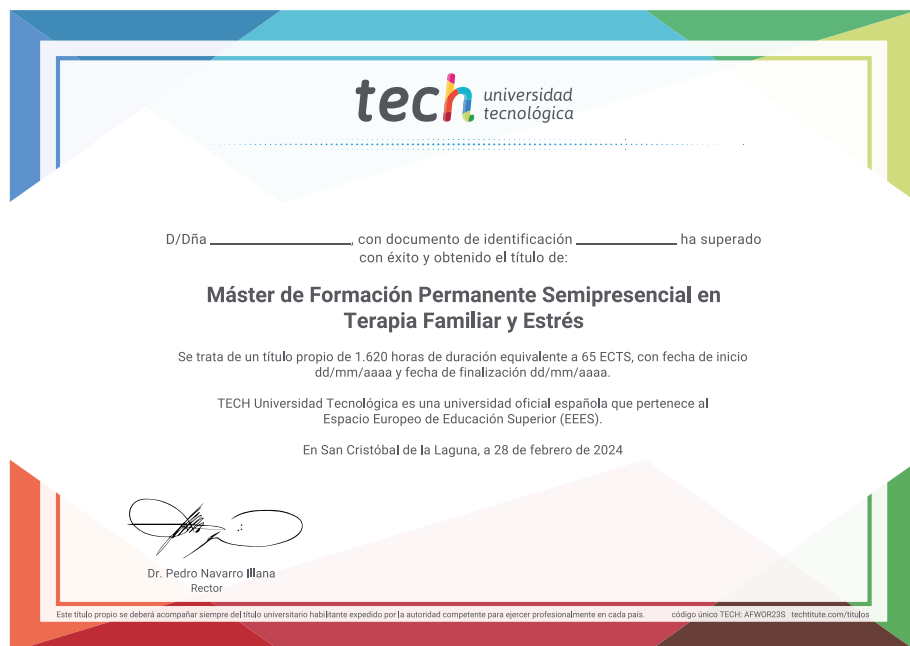 tech universidad
tecnológica
D/Dña ____________________, con documento de identificación ______________ ha superado
con éxito y obtenido el título de:
Máster de Formación Permanente Semipresencial en
Terapia Familiar y Estrés
Se trata de un título propio de 1.620 horas de duración equivalente a 65 ECTS, con fecha de inicio
dd/mm/aaaa y fecha de finalización dd/mm/aaaa.
TECH Universidad Tecnológica es una universidad oficial española que pertenece al
Espacio Europeo de Educación Superior (EEES).
En San Cristóbal de la Laguna, a 28 de febrero de 2024
Dr. Pedro Navarro Illana
Rector
Este título propio se deberá acompañar siempre del título universitario habilitante expedido por la autoridad competente para ejercer profesionalmente en cada país. código único TECH: AFWOR23S techtitute.com/titulos